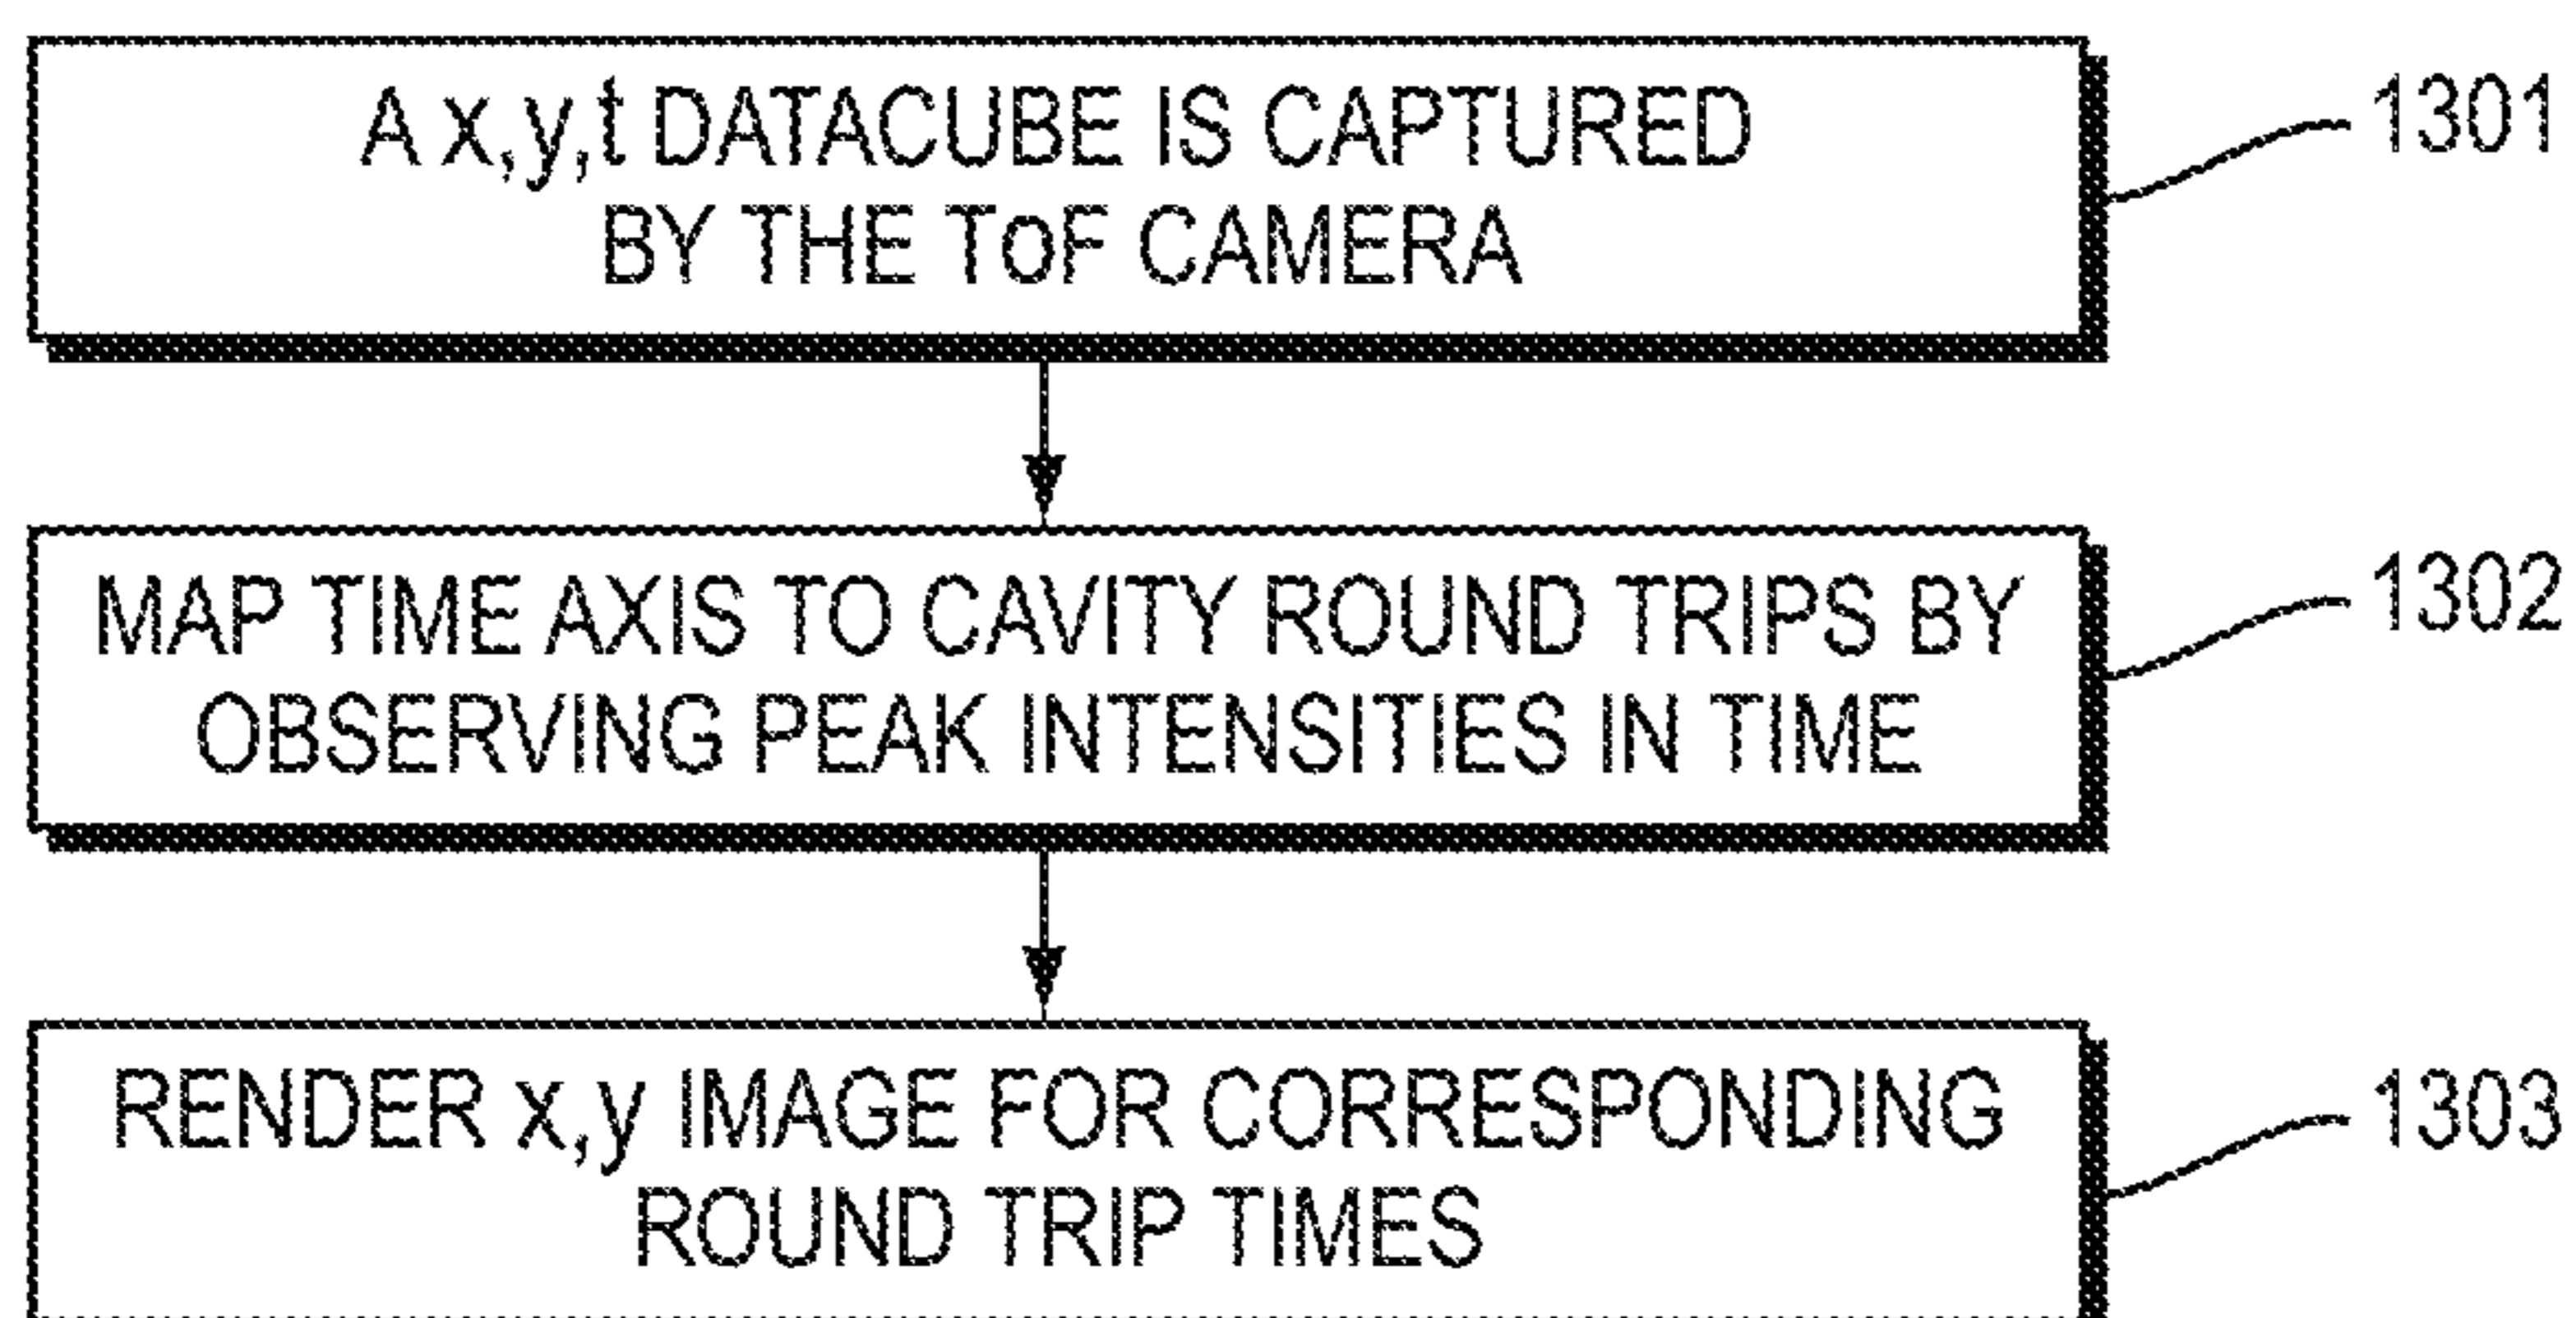 A x,y,t DATACUBE IS CAPTURED
BY THE ToF CAMERA
1301
MAP TIME AXIS TO CAVITY ROUND TRIPS BY
OBSERVING PEAK INTENSITIES IN TIME
1302
RENDER x,y IMAGE FOR CORRESPONDING
ROUND TRIP TIMES
1303